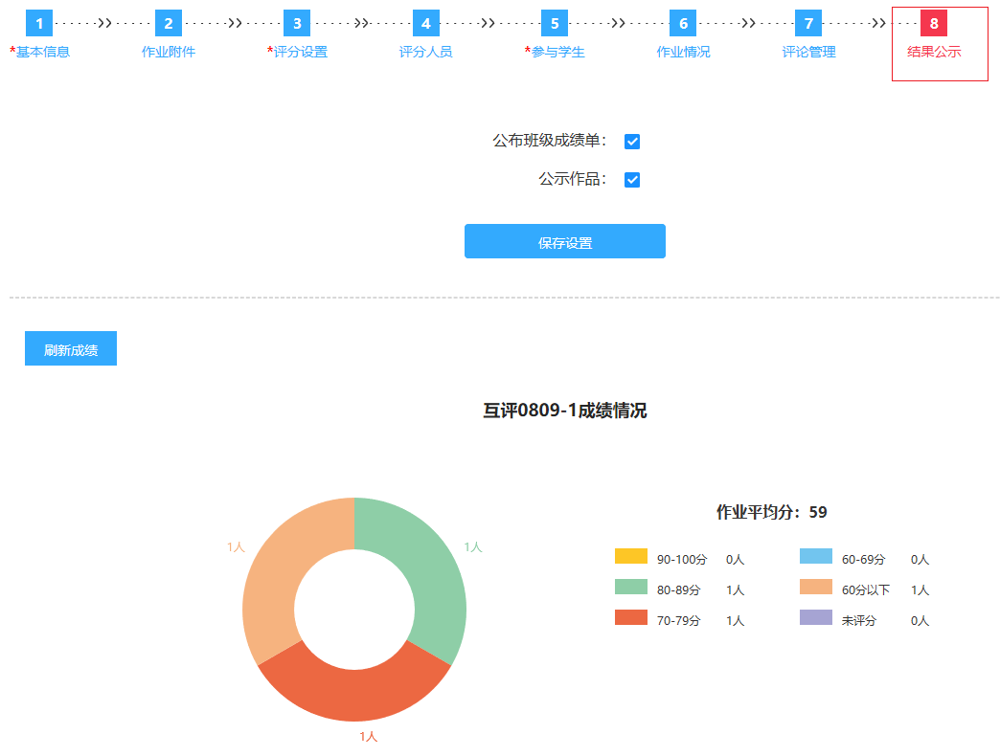 1 2 3 4 5 6 7 8
*基本信息 作业附件 *评分设置 评分人员 *参与学生 作业情况 评论管理 结果公示
公布班级成绩单：
公示作品：
保存设置
刷新成绩
互评0809-1成绩情况
作业平均分：59
1人 1人
90-100分 0人 60-69分 0人
80-89分 1人 60分以下 1人
70-79分 1人 未评分 0人
1人